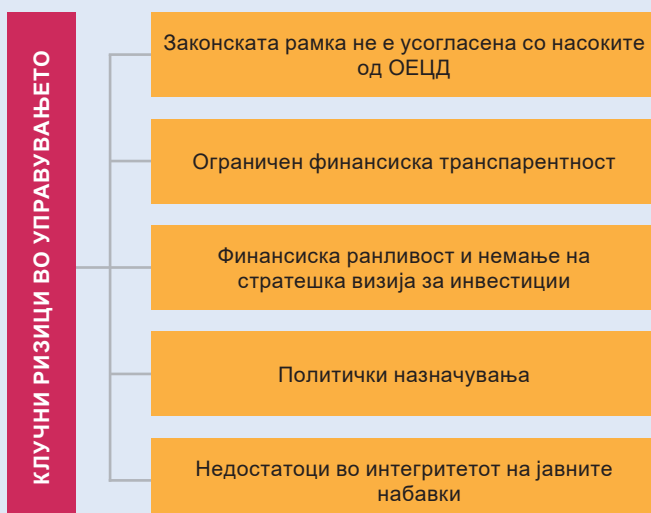 КЛУЧНИ РИЗИЦИ ВО УПРАВУВАЊЕТО
Законската рамка не е усогласена со насоките
од ОЕЦД
Ограничен финансиска транспарентност
Финансиска ранливост и немање на
стратешка визија за инвестиции
Политички назначувања
Недостатоци во интегритетот на јавните
набавки